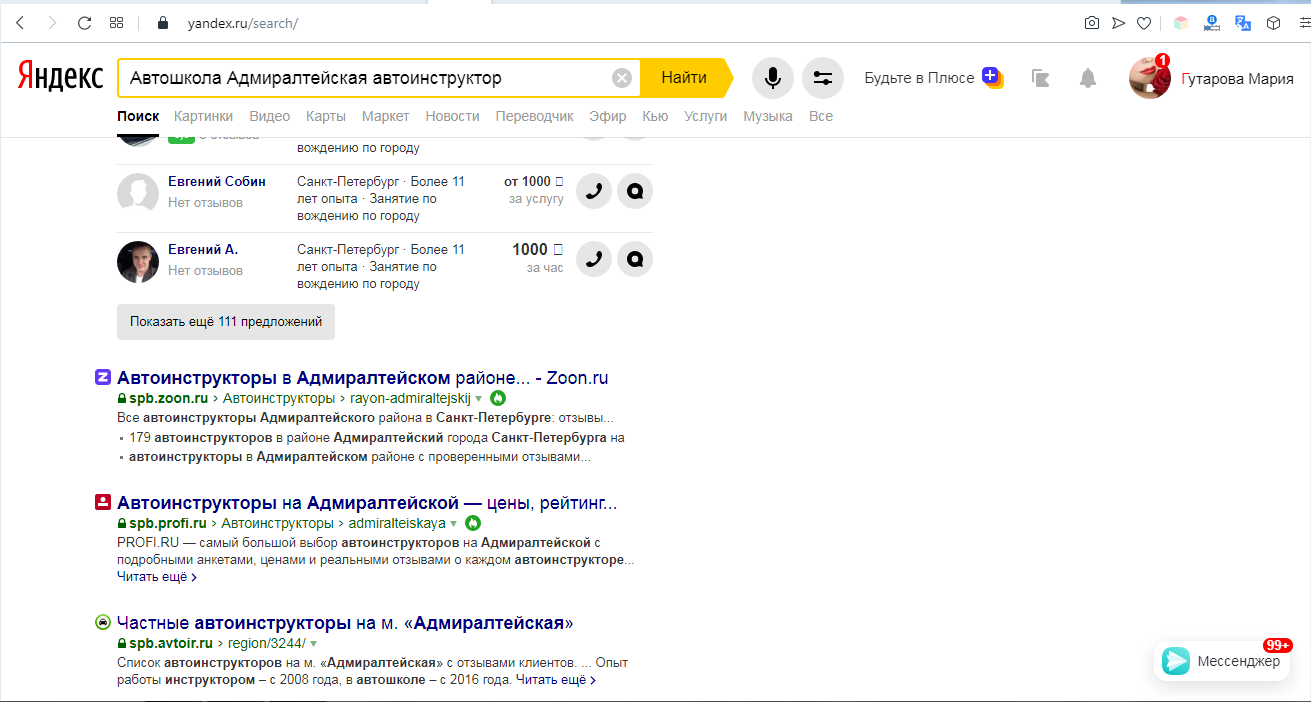 yandex.ru/search/
Яндекс
Автошкола Адмиралтейская автоинструктор
Найти
Будьте в Плюсе
1
Гутарова Мария
Поиск Картинки Видео Карты Маркет Новости Переводчик Эфир Кью Услуги Музыка Все
вождению по городу
Евгений Собин
Нет отзывов
Санкт-Петербург · Более 11
лет опыта · Занятие по
вождению по городу
от 1000
за услугу
Евгений А.
Нет отзывов
Санкт-Петербург · Более 11
лет опыта · Занятие по
вождению по городу
1000
за час
Показать ещё 111 предложений
Автоинструкторы в Адмиралтейском районе... - Zoon.ru
spb.zoon.ru › Автоинструкторы › rayon-admiraltejskij
Все автоинструкторы Адмиралтейского района в Санкт-Петербурге: отзывы...
• 179 автоинструкторов в районе Адмиралтейский города Санкт-Петербурга на
• автоинструкторы в Адмиралтейском районе с проверенными отзывами...
Автоинструкторы на Адмиралтейской — цены, рейтинг...
spb.profi.ru › Автоинструкторы › admiralteiskaya
PROFI.RU — самый большой выбор автоинструкторов на Адмиралтейской с
подробными анкетами, ценами и реальными отзывами о каждом автоинструкторе...
Читать ещё >
Частные автоинструкторы на м. «Адмиралтейская»
spb.avtoir.ru › region/3244/
Список автоинструкторов на м. «Адмиралтейская» с отзывами клиентов. ... Опыт
работы инструктором – с 2008 года, в автошколе – с 2016 года. Читать ещё >
99+
Мессенджер